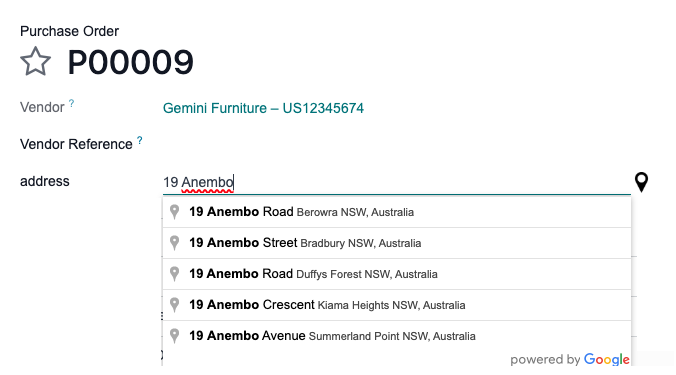 Purchase Order
P00009
Vendor ?
Gemini Furniture – US12345674
Vendor Reference ?
address
19 Anembo
19 Anembo Road Berowra NSW, Australia
19 Anembo Street Bradbury NSW, Australia
19 Anembo Road Duffys Forest NSW, Australia
19 Anembo Crescent Kiama Heights NSW, Australia
19 Anembo Avenue Summerland Point NSW, Australia
powered by Google